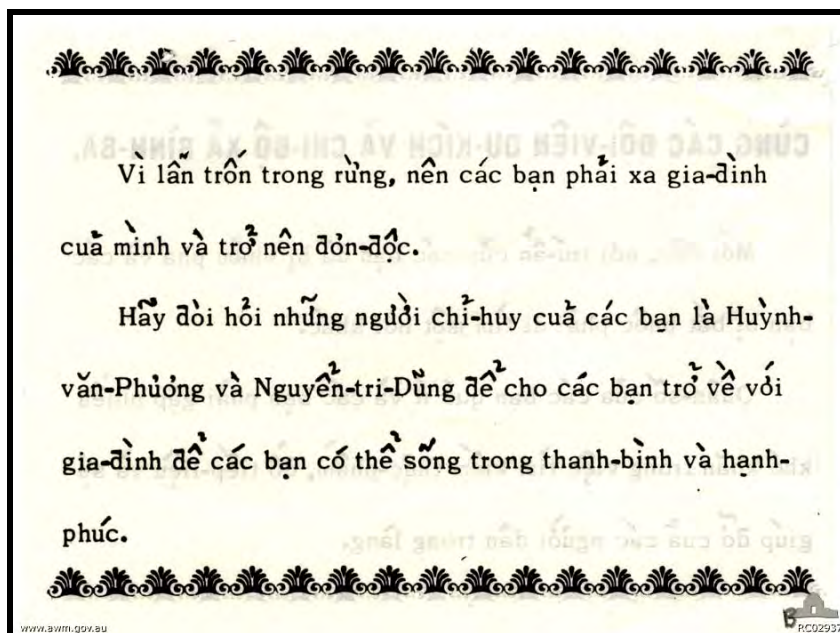 Vì lẫn trốn trong rừng, nên các bạn phải xa gia-đình
của mình và trở nên đỏn-độc.
Hãy đòi hỏi những người chỉ-huy của các bạn là Huỳnh-
văn-Phưởng và Nguyễn-tri-Dũng để cho các bạn trở về với
gia-đình để các bạn có thể sống trong thanh-bình và hạnh-
phúc.
B
www.awm.gov.au